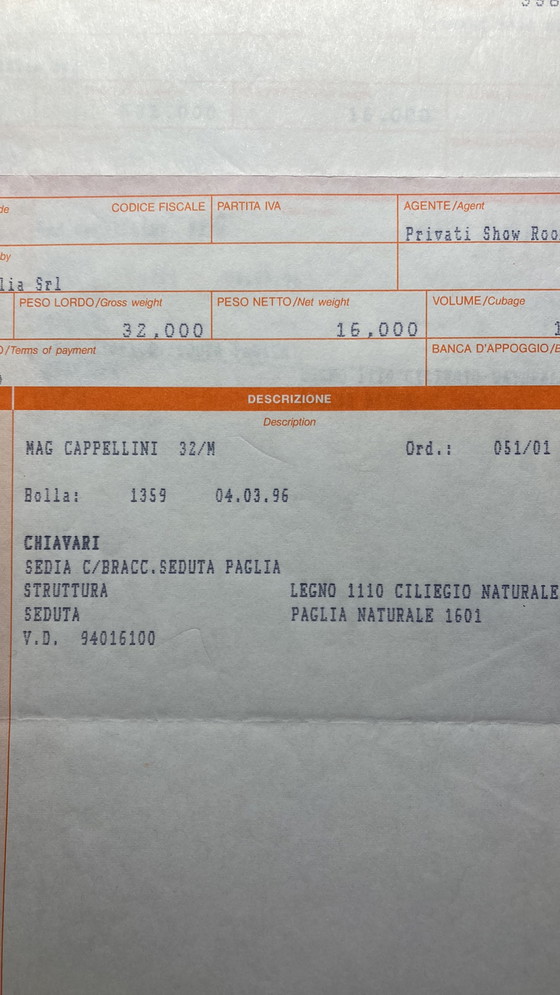 CODICE FISCALE PARTITA IVA AGENTE/Agent
Privati Show Roo
by
lia Srl
PESO LORDO/Gross weight PESO NETTO/Net weight VOLUME/Cubage
32,000 16,000
/Terms of payment BANCA D'APPOGGIO/
DESCRIZIONE
Description
MAG CAPPELLINI 32/M Ord.: 051/01
Bolla: 1359 04.03.96
CHIAVARI
SEDIA C/BRACC.SEDUTA PAGLIA
STRUTTURA LEGNO 1110 CILIEGIO NATURALE
SEDUTA PAGLIA NATURALE 1601
V.D. 94016100